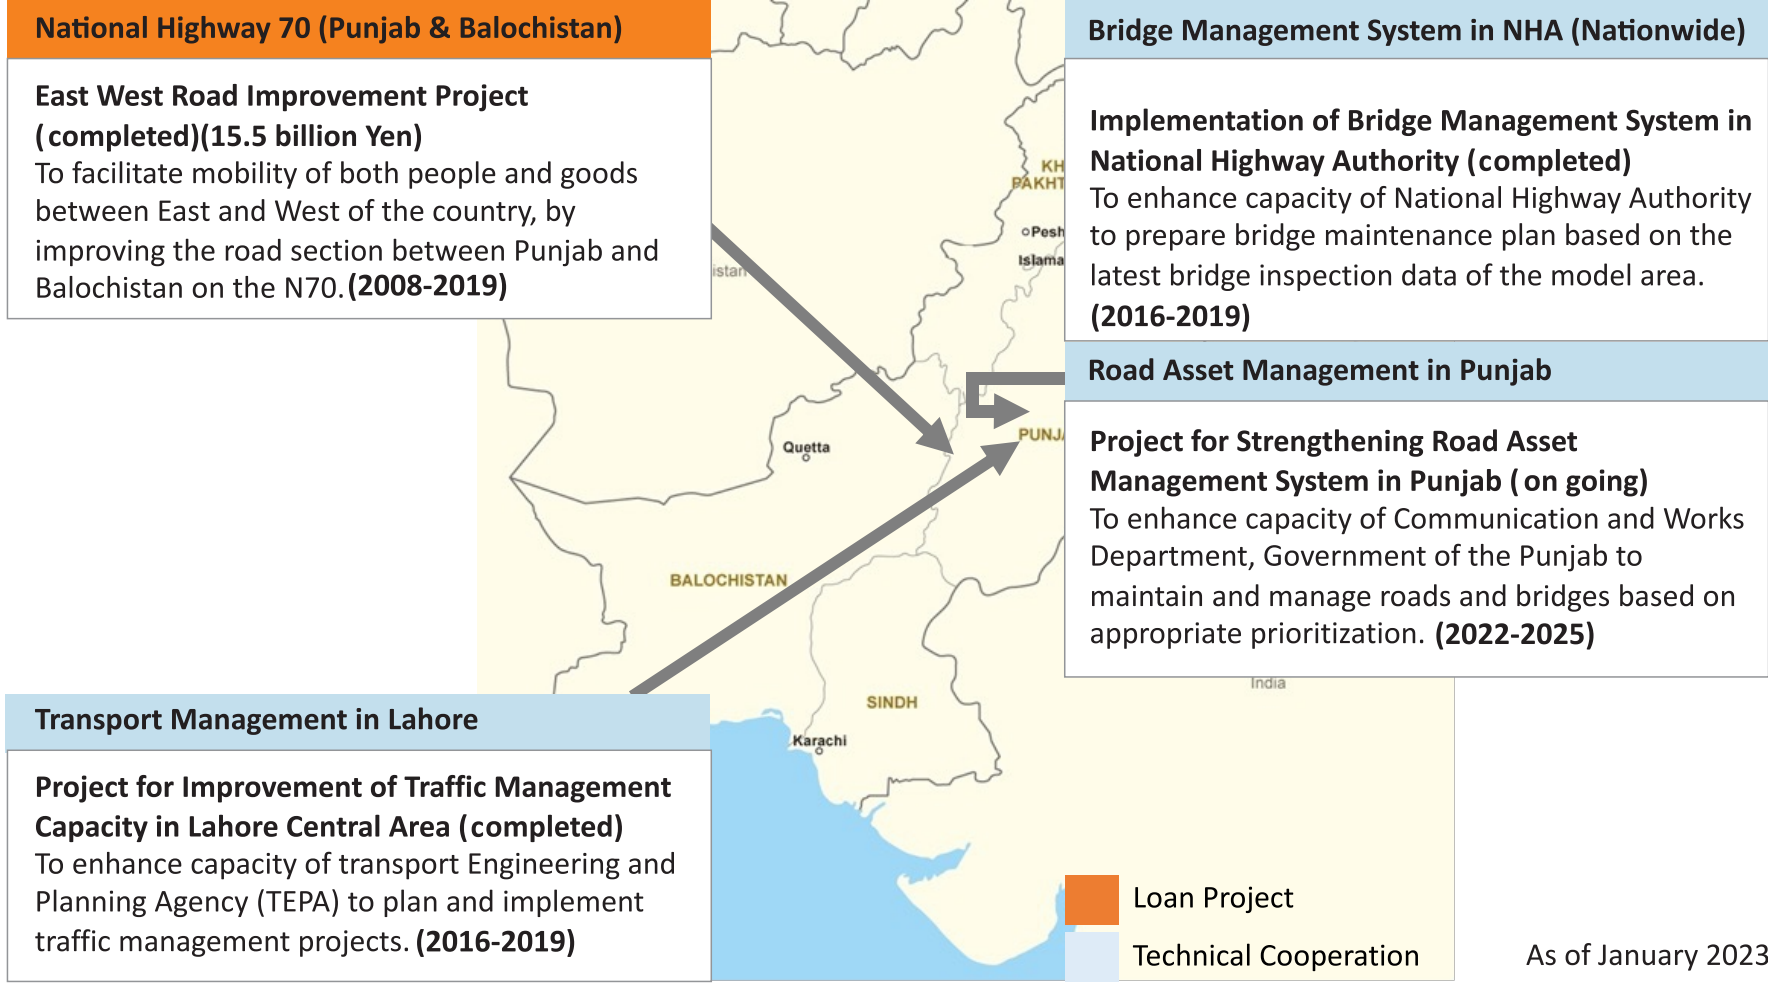 National Highway 70 (Punjab & Balochistan)
East West Road Improvement Project
(completed)(15.5 billion Yen)
To facilitate mobility of both people and goods
between East and West of the country, by
improving the road section between Punjab and
Balochistan on the N70. (2008-2019)
Bridge Management System in NHA (Nationwide)
Implementation of Bridge Management System in
National Highway Authority (completed)
To enhance capacity of National Highway Authority
to prepare bridge maintenance plan based on the
latest bridge inspection data of the model area.
(2016-2019)
Road Asset Management in Punjab
Project for Strengthening Road Asset
Management System in Punjab ( on going)
To enhance capacity of Communication and Works
Department, Government of the Punjab to
maintain and manage roads and bridges based on
appropriate prioritization. (2022-2025)
Transport Management in Lahore
Project for Improvement of Traffic Management
Capacity in Lahore Central Area (completed)
To enhance capacity of transport Engineering and
Planning Agency (TEPA) to plan and implement
traffic management projects. (2016-2019)
KH
PAKHT
Pesh
Islama
istan
PUNJ
Quetta
BALOCHISTAN
SINDH
Karachi
India
Loan Project
Technical Cooperation
As of January 2023